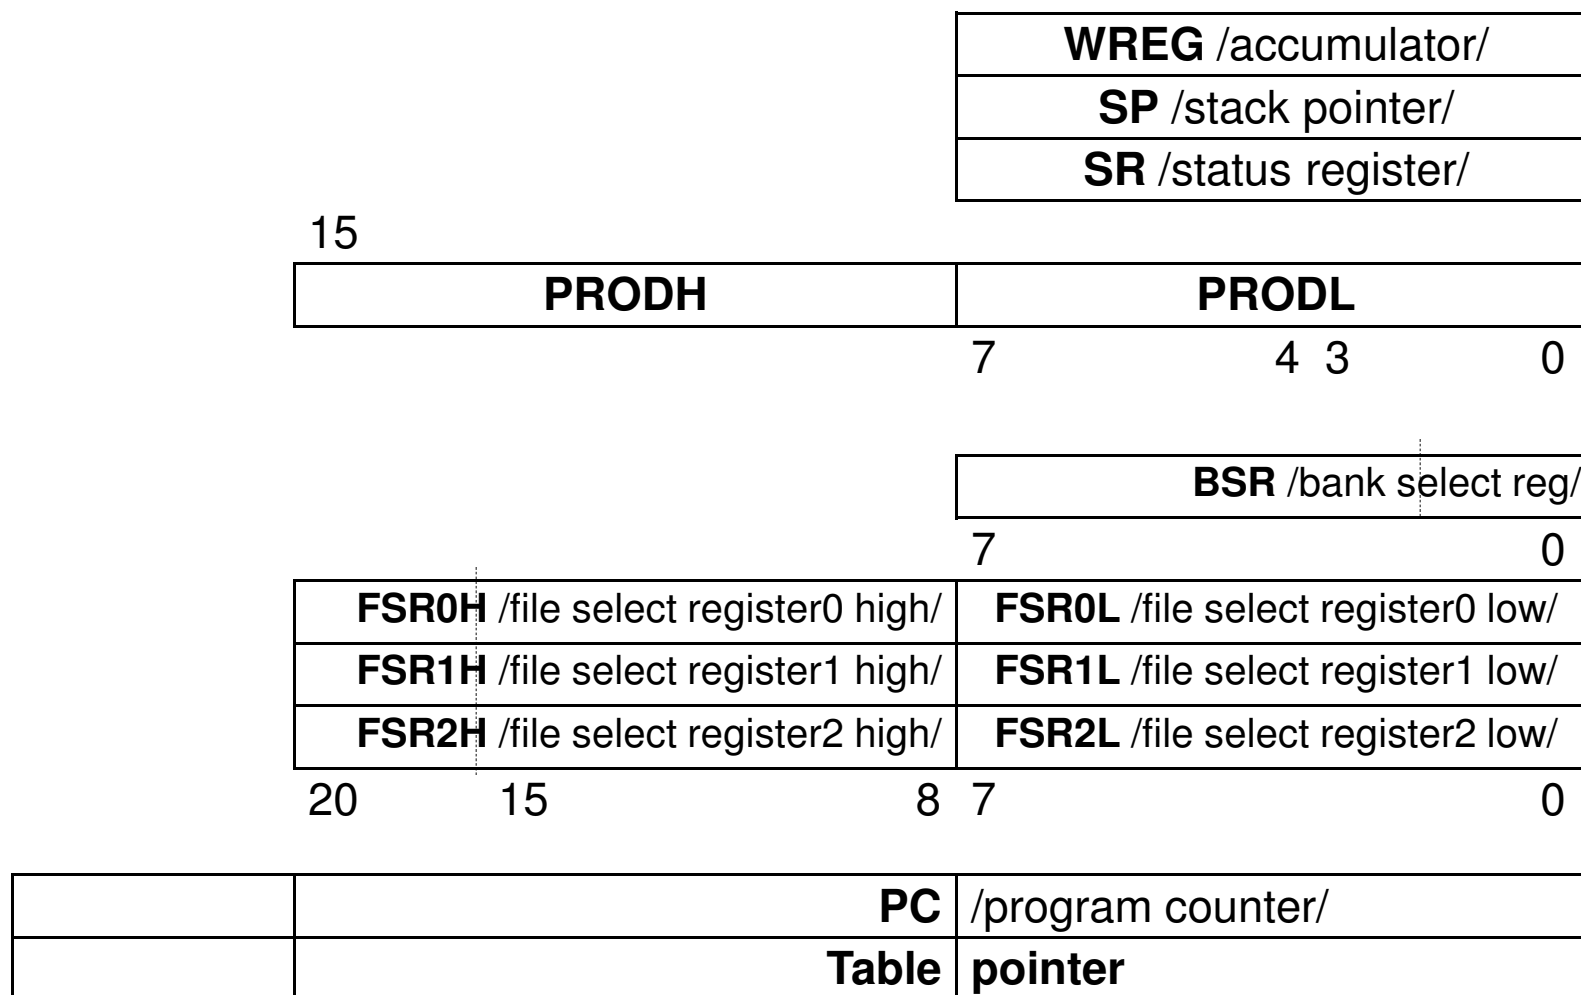 WREG /accumulator/
SP /stack pointer/
SR /status register/
15
PRODH PRODL
7 4 3 0
BSR /bank select reg/
7 0
FSR0H /file select register0 high/ FSR0L /file select register0 low/
FSR1H /file select register1 high/ FSR1L /file select register1 low/
FSR2H /file select register2 high/ FSR2L /file select register2 low/
20 15 8 7 0
PC /program counter/
Table pointer